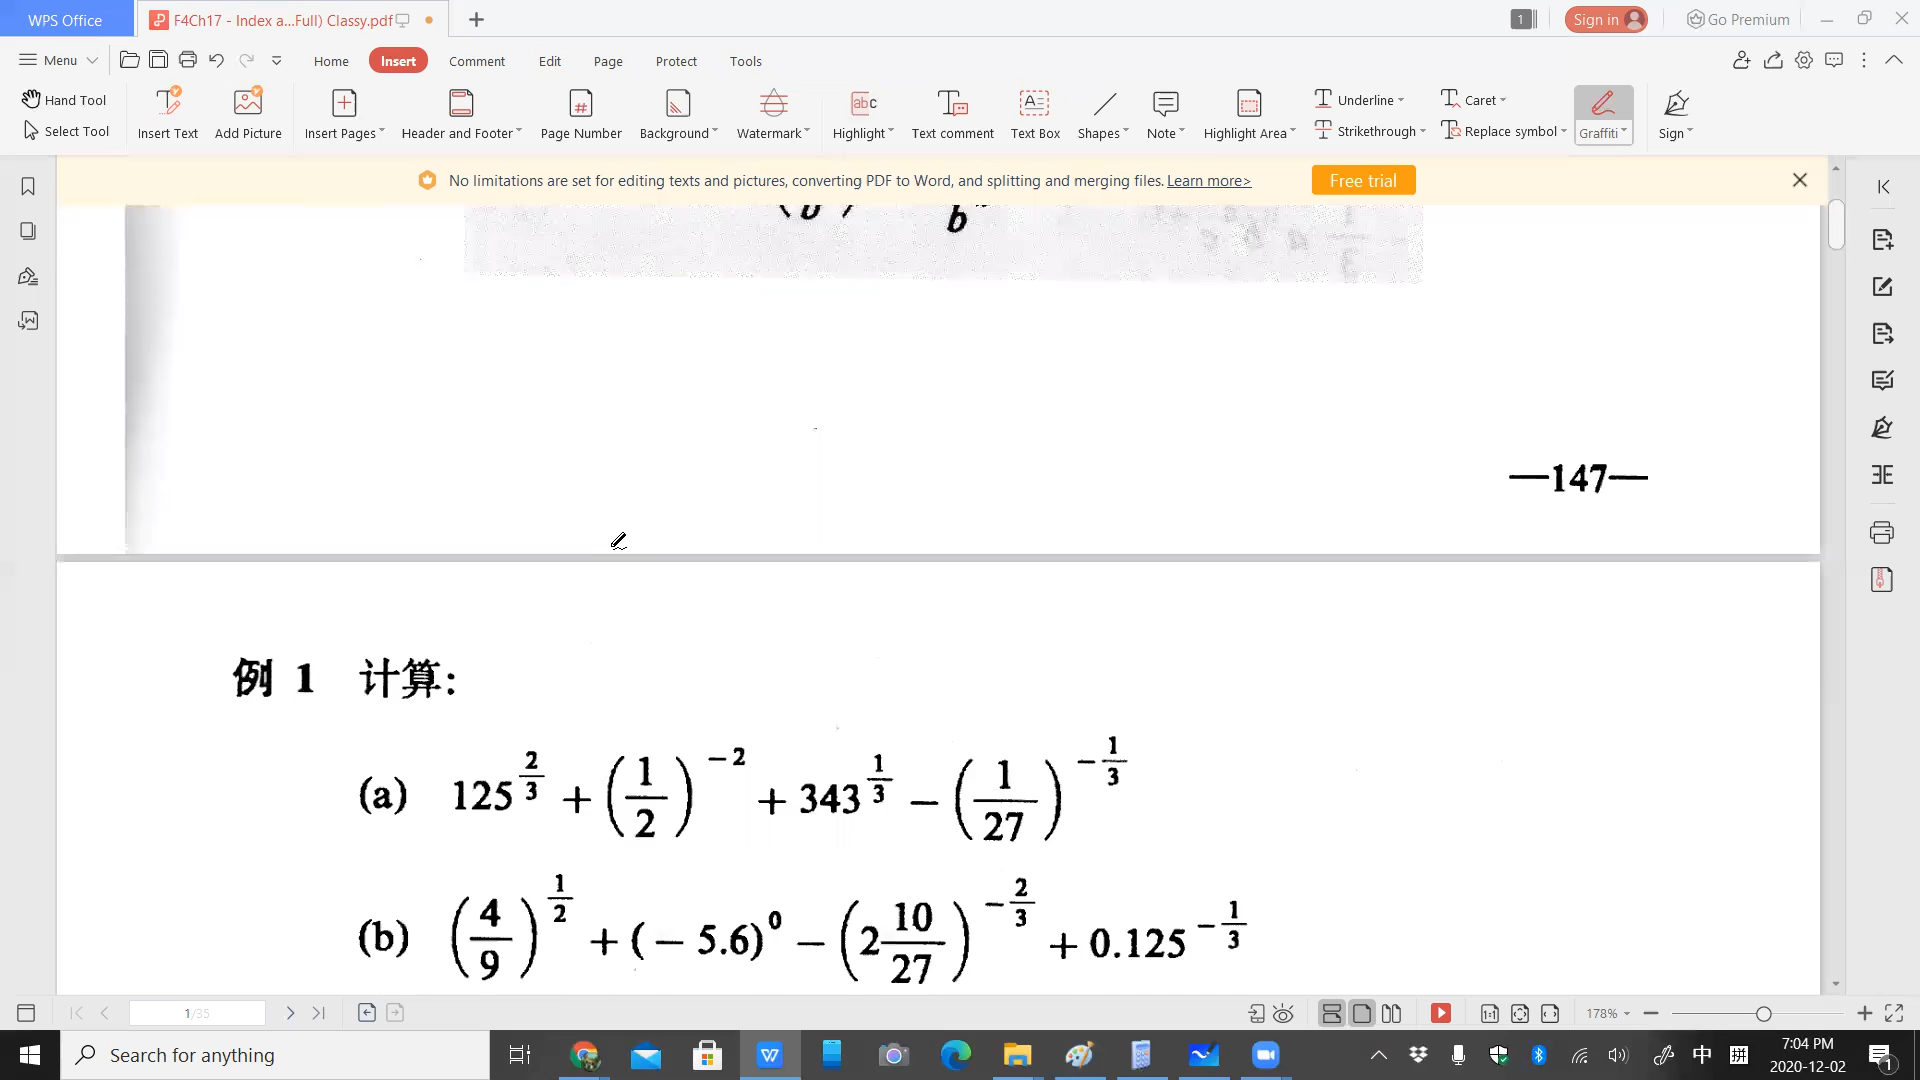 WPS Office
F4Ch17 - Index a...Full) Classy.pdf
1
Sign in
Go Premium
Menu
Home
Insert
Comment
Edit
Page
Protect
Tools
Hand Tool
Select Tool
Insert Text
Add Picture
Insert Pages
Header and Footer
Page Number
Background
Watermark
Highlight
Text comment
Text Box
Shapes
Note
Highlight Area
Underline
Strikethrough
Caret
Replace symbol
Graffiti
Sign
No limitations are set for editing texts and pictures, converting PDF to Word, and splitting and merging files. Learn more>
Free trial
—147—
例 1 计算:
(a) 125^{2/3} + (1/2)^{-2} + 343^{1/3} − (1/27)^{-1/3}
(b) (4/9)^{1/2} + (− 5.6)^0 − (2 10/27)^{-2/3} + 0.125^{-1/3}
1/35
178%
Search for anything
中
拼
7:04 PM
2020-12-02
1